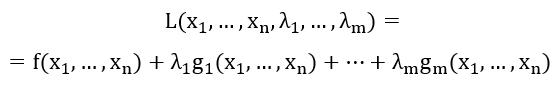 L(x₁, … , xₙ, λ₁, … , λₘ) =
= f(x₁, … , xₙ) + λ₁g₁(x₁, … , xₙ) + ⋯ + λₘgₘ(x₁, … , xₙ)